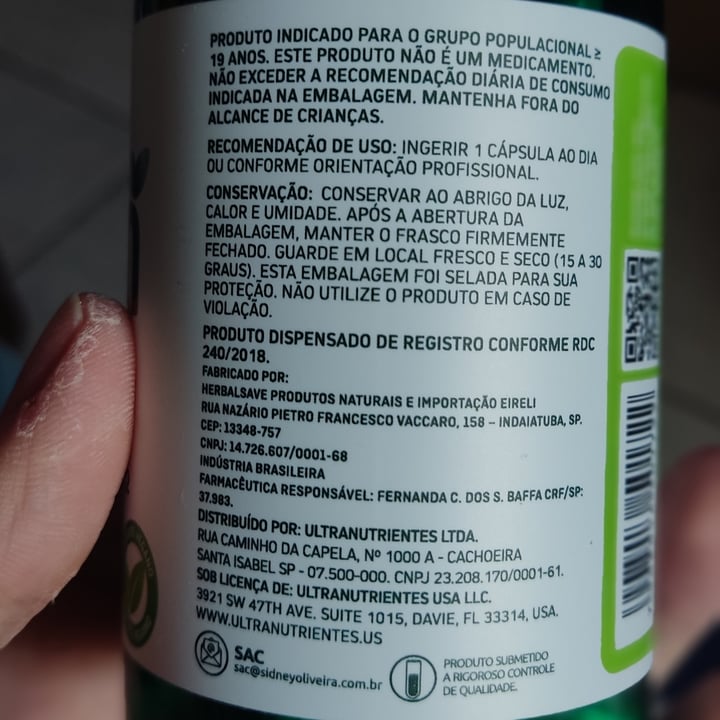 PRODUTO INDICADO PARA O GRUPO POPULACIONAL ≥
19 ANOS. ESTE PRODUTO NÃO É UM MEDICAMENTO.
NÃO EXCEDER A RECOMENDAÇÃO DIÁRIA DE CONSUMO
INDICADA NA EMBALAGEM. MANTENHA FORA DO
ALCANCE DE CRIANÇAS.
RECOMENDAÇÃO DE USO: INGERIR 1 CÁPSULA AO DIA
OU CONFORME ORIENTAÇÃO PROFISSIONAL.
CONSERVAÇÃO: CONSERVAR AO ABRIGO DA LUZ,
CALOR E UMIDADE. APÓS A ABERTURA DA
EMBALAGEM, MANTER O FRASCO FIRMEMENTE
FECHADO. GUARDE EM LOCAL FRESCO E SECO (15 A 30
GRAUS). ESTA EMBALAGEM FOI SELADA PARA SUA
PROTEÇÃO. NÃO UTILIZE O PRODUTO EM CASO DE
VIOLAÇÃO.
PRODUTO DISPENSADO DE REGISTRO CONFORME RDC
240/2018.
FABRICADO POR:
HERBALSAVE PRODUTOS NATURAIS E IMPORTAÇÃO EIRELI
RUA NAZÁRIO PIETRO FRANCESCO VACCARO, 158 – INDAIATUBA, SP.
CEP: 13348-757
CNPJ: 14.726.607/0001-68
INDÚSTRIA BRASILEIRA
FARMACÊUTICA RESPONSÁVEL: FERNANDA C. DOS S. BAFFA CRF/SP:
37.983.
DISTRIBUÍDO POR: ULTRANUTRIENTES LTDA.
RUA CAMINHO DA CAPELA, Nº 1000 A - CACHOEIRA
SANTA ISABEL SP - 07.500-000. CNPJ 23.208.170/0001-61.
SOB LICENÇA DE: ULTRANUTRIENTES USA LLC.
3921 SW 47TH AVE. SUITE 1015, DAVIE, FL 33314, USA.
WWW.ULTRANUTRIENTES.US
SAC
sac@sidneyoliveira.com.br
PRODUTO SUBMETIDO
A RIGOROSO CONTROLE
DE QUALIDADE.